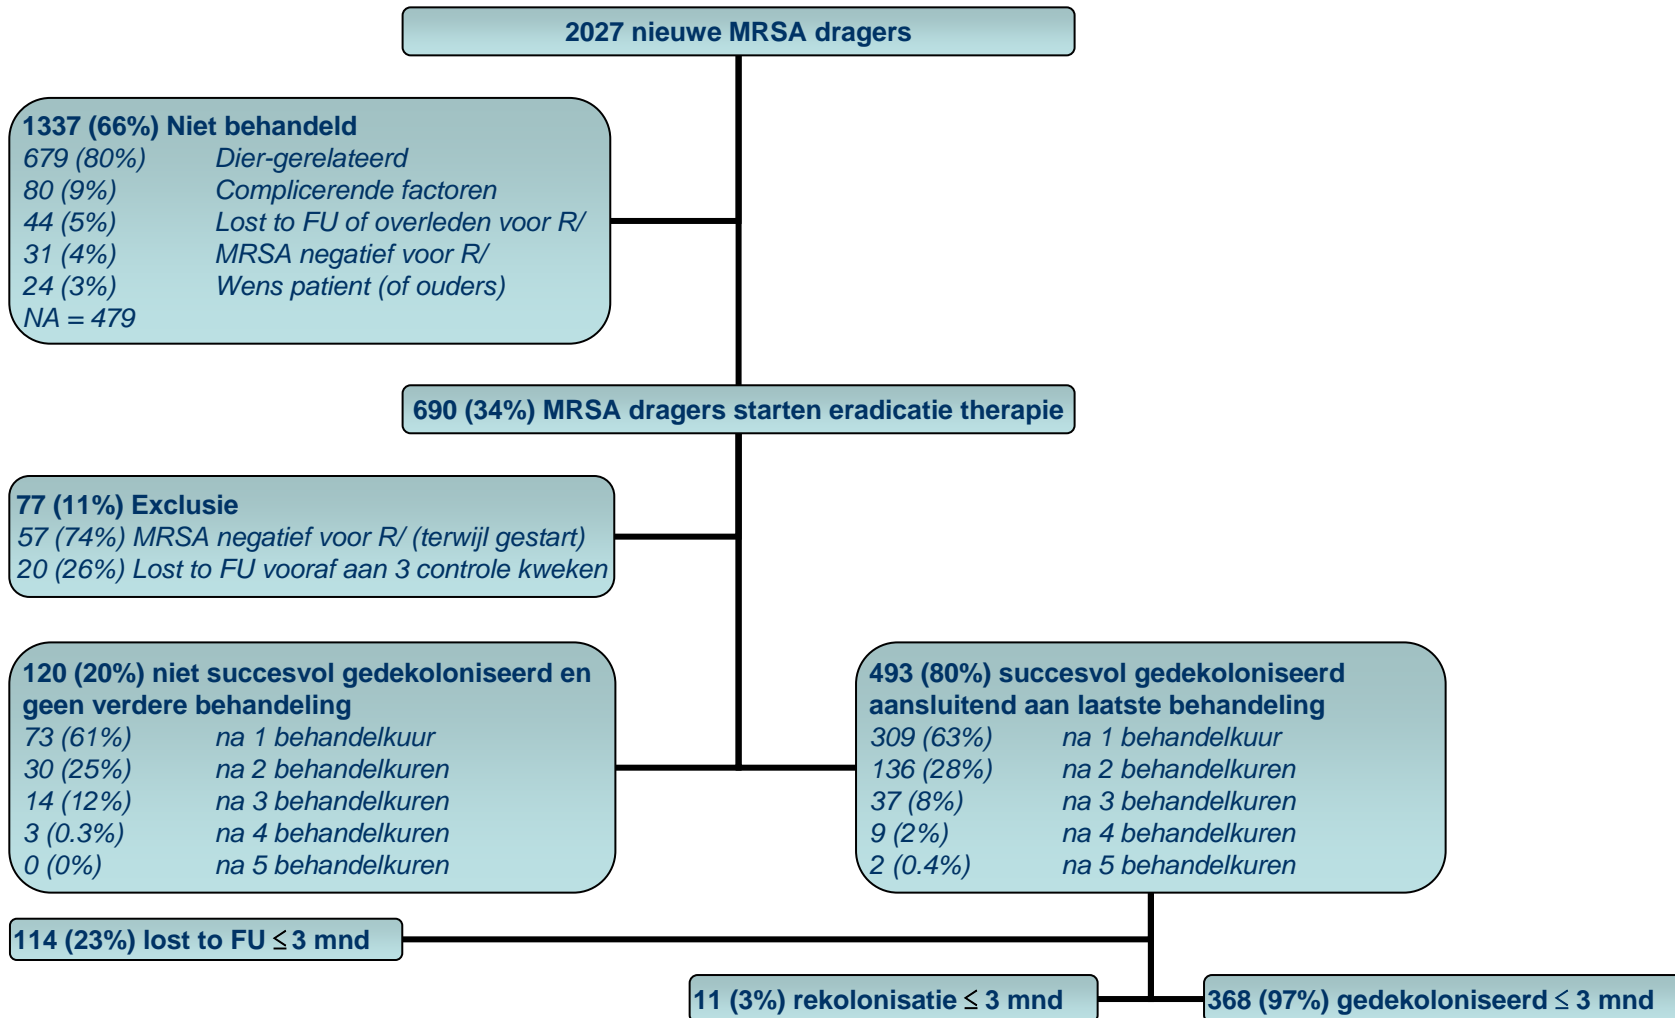 2027 nieuwe MRSA dragers
1337 (66%) Niet behandeld
679 (80%) Dier-gerelateerd
80 (9%) Complicerende factoren
44 (5%) Lost to FU of overleden voor R/
31 (4%) MRSA negatief voor R/
24 (3%) Wens patient (of ouders)
NA = 479
690 (34%) MRSA dragers starten eradicatie therapie
77 (11%) Exclusie
57 (74%) MRSA negatief voor R/ (terwijl gestart)
20 (26%) Lost to FU vooraf aan 3 controle kweken
120 (20%) niet succesvol gedekoloniseerd en
geen verdere behandeling
73 (61%) na 1 behandelkuur
30 (25%) na 2 behandelkuren
14 (12%) na 3 behandelkuren
3 (0.3%) na 4 behandelkuren
0 (0%) na 5 behandelkuren
493 (80%) succesvol gedekoloniseerd
aansluitend aan laatste behandeling
309 (63%) na 1 behandelkuur
136 (28%) na 2 behandelkuren
37 (8%) na 3 behandelkuren
9 (2%) na 4 behandelkuren
2 (0.4%) na 5 behandelkuren
114 (23%) lost to FU ≤ 3 mnd
11 (3%) rekolonisatie ≤ 3 mnd
368 (97%) gedekoloniseerd ≤ 3 mnd